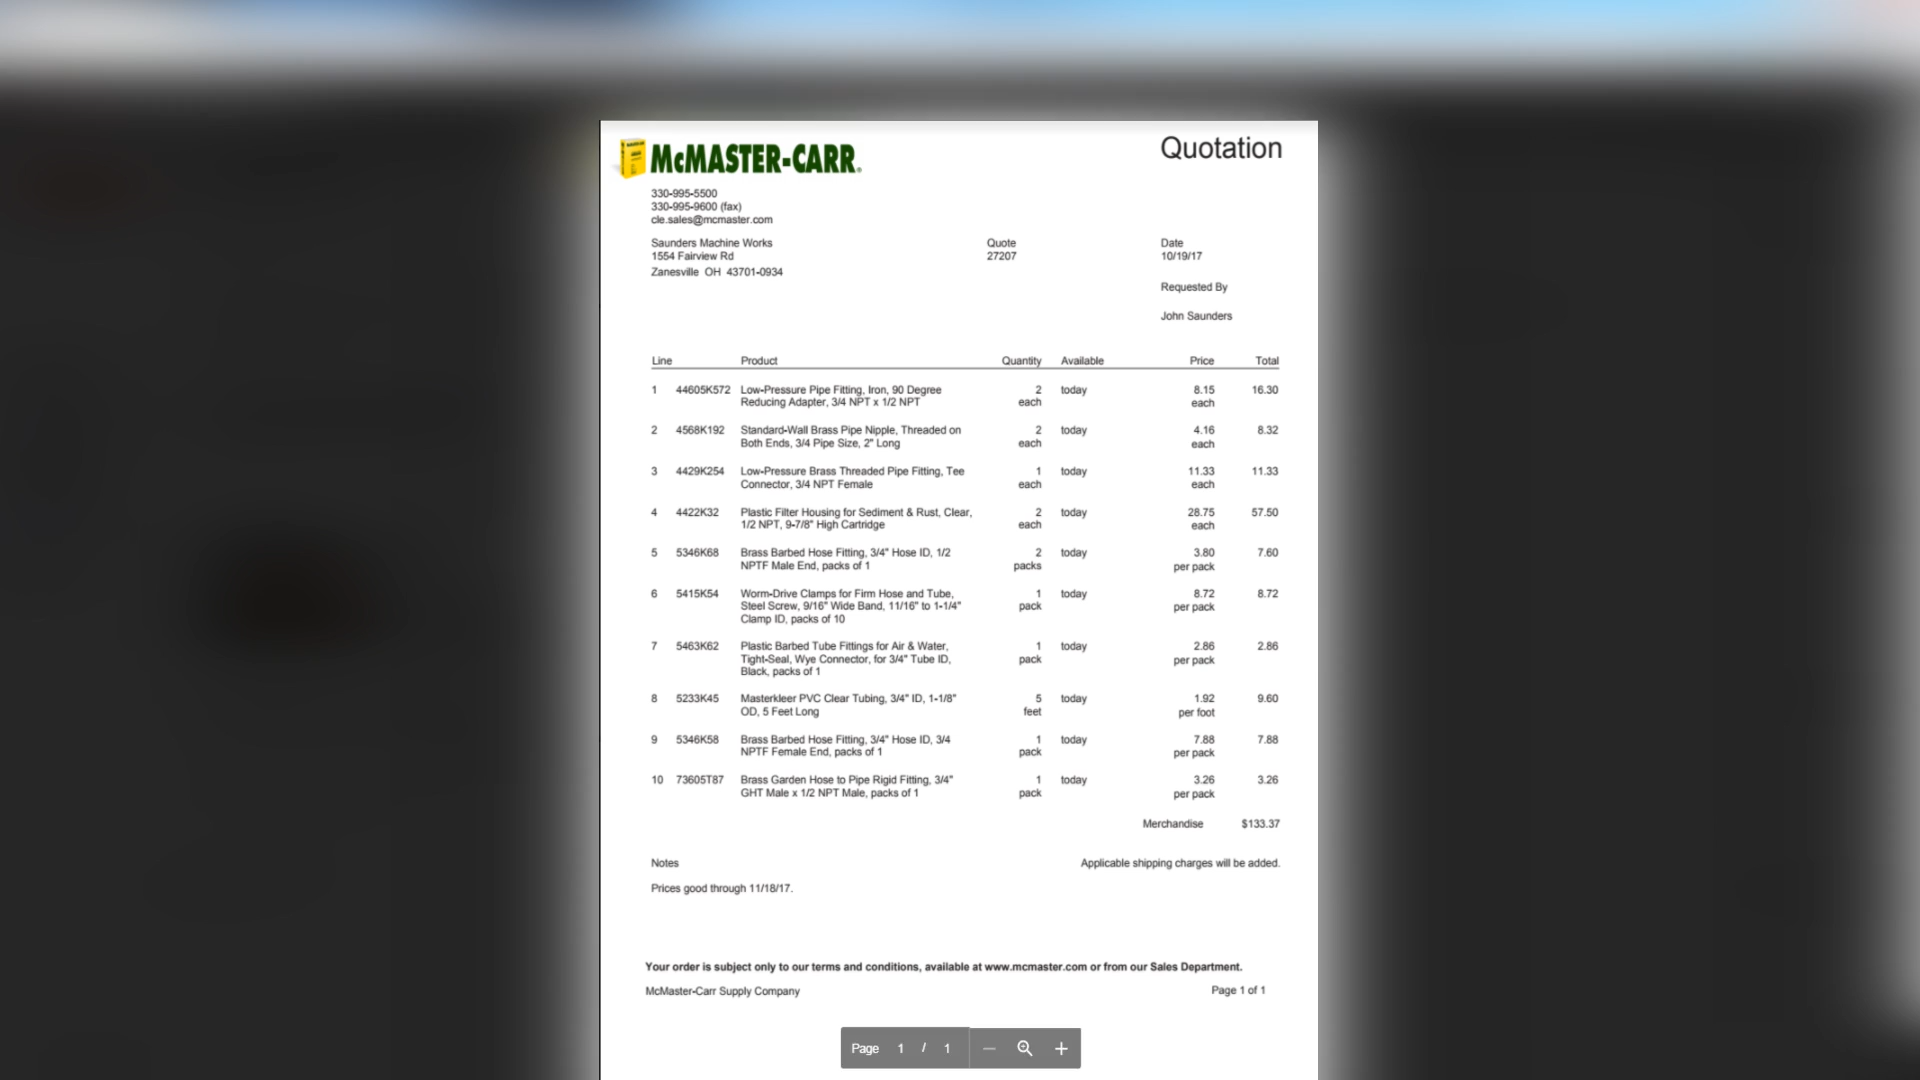 McMASTER-CARR®
Quotation
330-995-5500
330-995-9600 (fax)
cle.sales@mcmaster.com
Saunders Machine Works
1554 Fairview Rd
Zanesville OH 43701-0934
Quote
27207
Date
10/19/17
Requested By
John Saunders
Line Product Quantity Available Price Total
1 44605K572 Low-Pressure Pipe Fitting, Iron, 90 Degree 2 today 8.15 16.30
Reducing Adapter, 3/4 NPT x 1/2 NPT each each
2 4568K192 Standard-Wall Brass Pipe Nipple, Threaded on 2 today 4.16 8.32
Both Ends, 3/4 Pipe Size, 2" Long each each
3 4429K254 Low-Pressure Brass Threaded Pipe Fitting, Tee 1 today 11.33 11.33
Connector, 3/4 NPT Female each each
4 4422K32 Plastic Filter Housing for Sediment & Rust, Clear, 2 today 28.75 57.50
1/2 NPT, 9-7/8" High Cartridge each each
5 5346K68 Brass Barbed Hose Fitting, 3/4" Hose ID, 1/2 2 today 3.80 7.60
NPTF Male End, packs of 1 packs per pack
6 5415K54 Worm-Drive Clamps for Firm Hose and Tube, 1 today 8.72 8.72
Steel Screw, 9/16" Wide Band, 11/16" to 1-1/4" pack per pack
Clamp ID, packs of 10
7 5463K62 Plastic Barbed Tube Fittings for Air & Water, 1 today 2.86 2.86
Tight-Seal, Wye Connector, for 3/4" Tube ID, pack per pack
Black, packs of 1
8 5233K45 Masterkleer PVC Clear Tubing, 3/4" ID, 1-1/8" 5 today 1.92 9.60
OD, 5 Feet Long feet per foot
9 5346K58 Brass Barbed Hose Fitting, 3/4" Hose ID, 3/4 1 today 7.88 7.88
NPTF Female End, packs of 1 pack per pack
10 73605T87 Brass Garden Hose to Pipe Rigid Fitting, 3/4" 1 today 3.26 3.26
GHT Male x 1/2 NPT Male, packs of 1 pack per pack
Merchandise $133.37
Notes Applicable shipping charges will be added.
Prices good through 11/18/17.
Your order is subject only to our terms and conditions, available at www.mcmaster.com or from our Sales Department.
McMaster-Carr Supply Company Page 1 of 1
Page 1 / 1